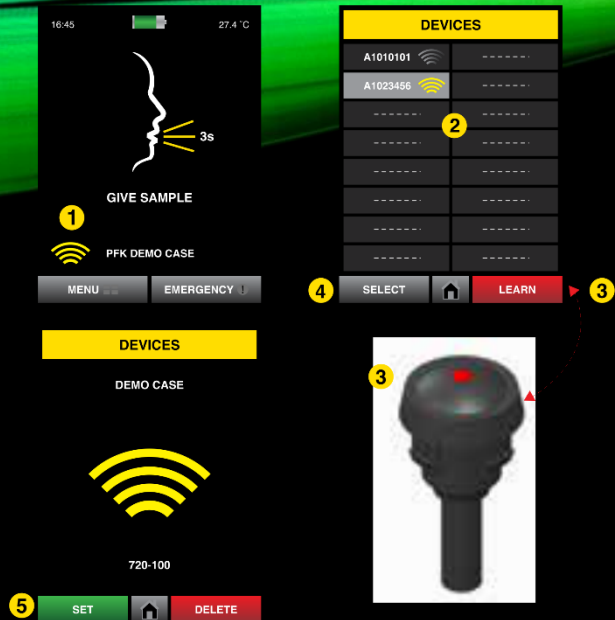 16:45
27.4 °C
3s
GIVE SAMPLE
1
PFK DEMO CASE
MENU
EMERGENCY
DEVICES
A1010101
------
A1023456
------
------
------
2
------
------
------
------
------
------
------
------
------
------
4
SELECT
LEARN
3
DEVICES
DEMO CASE
720-100
5
SET
DELETE
3